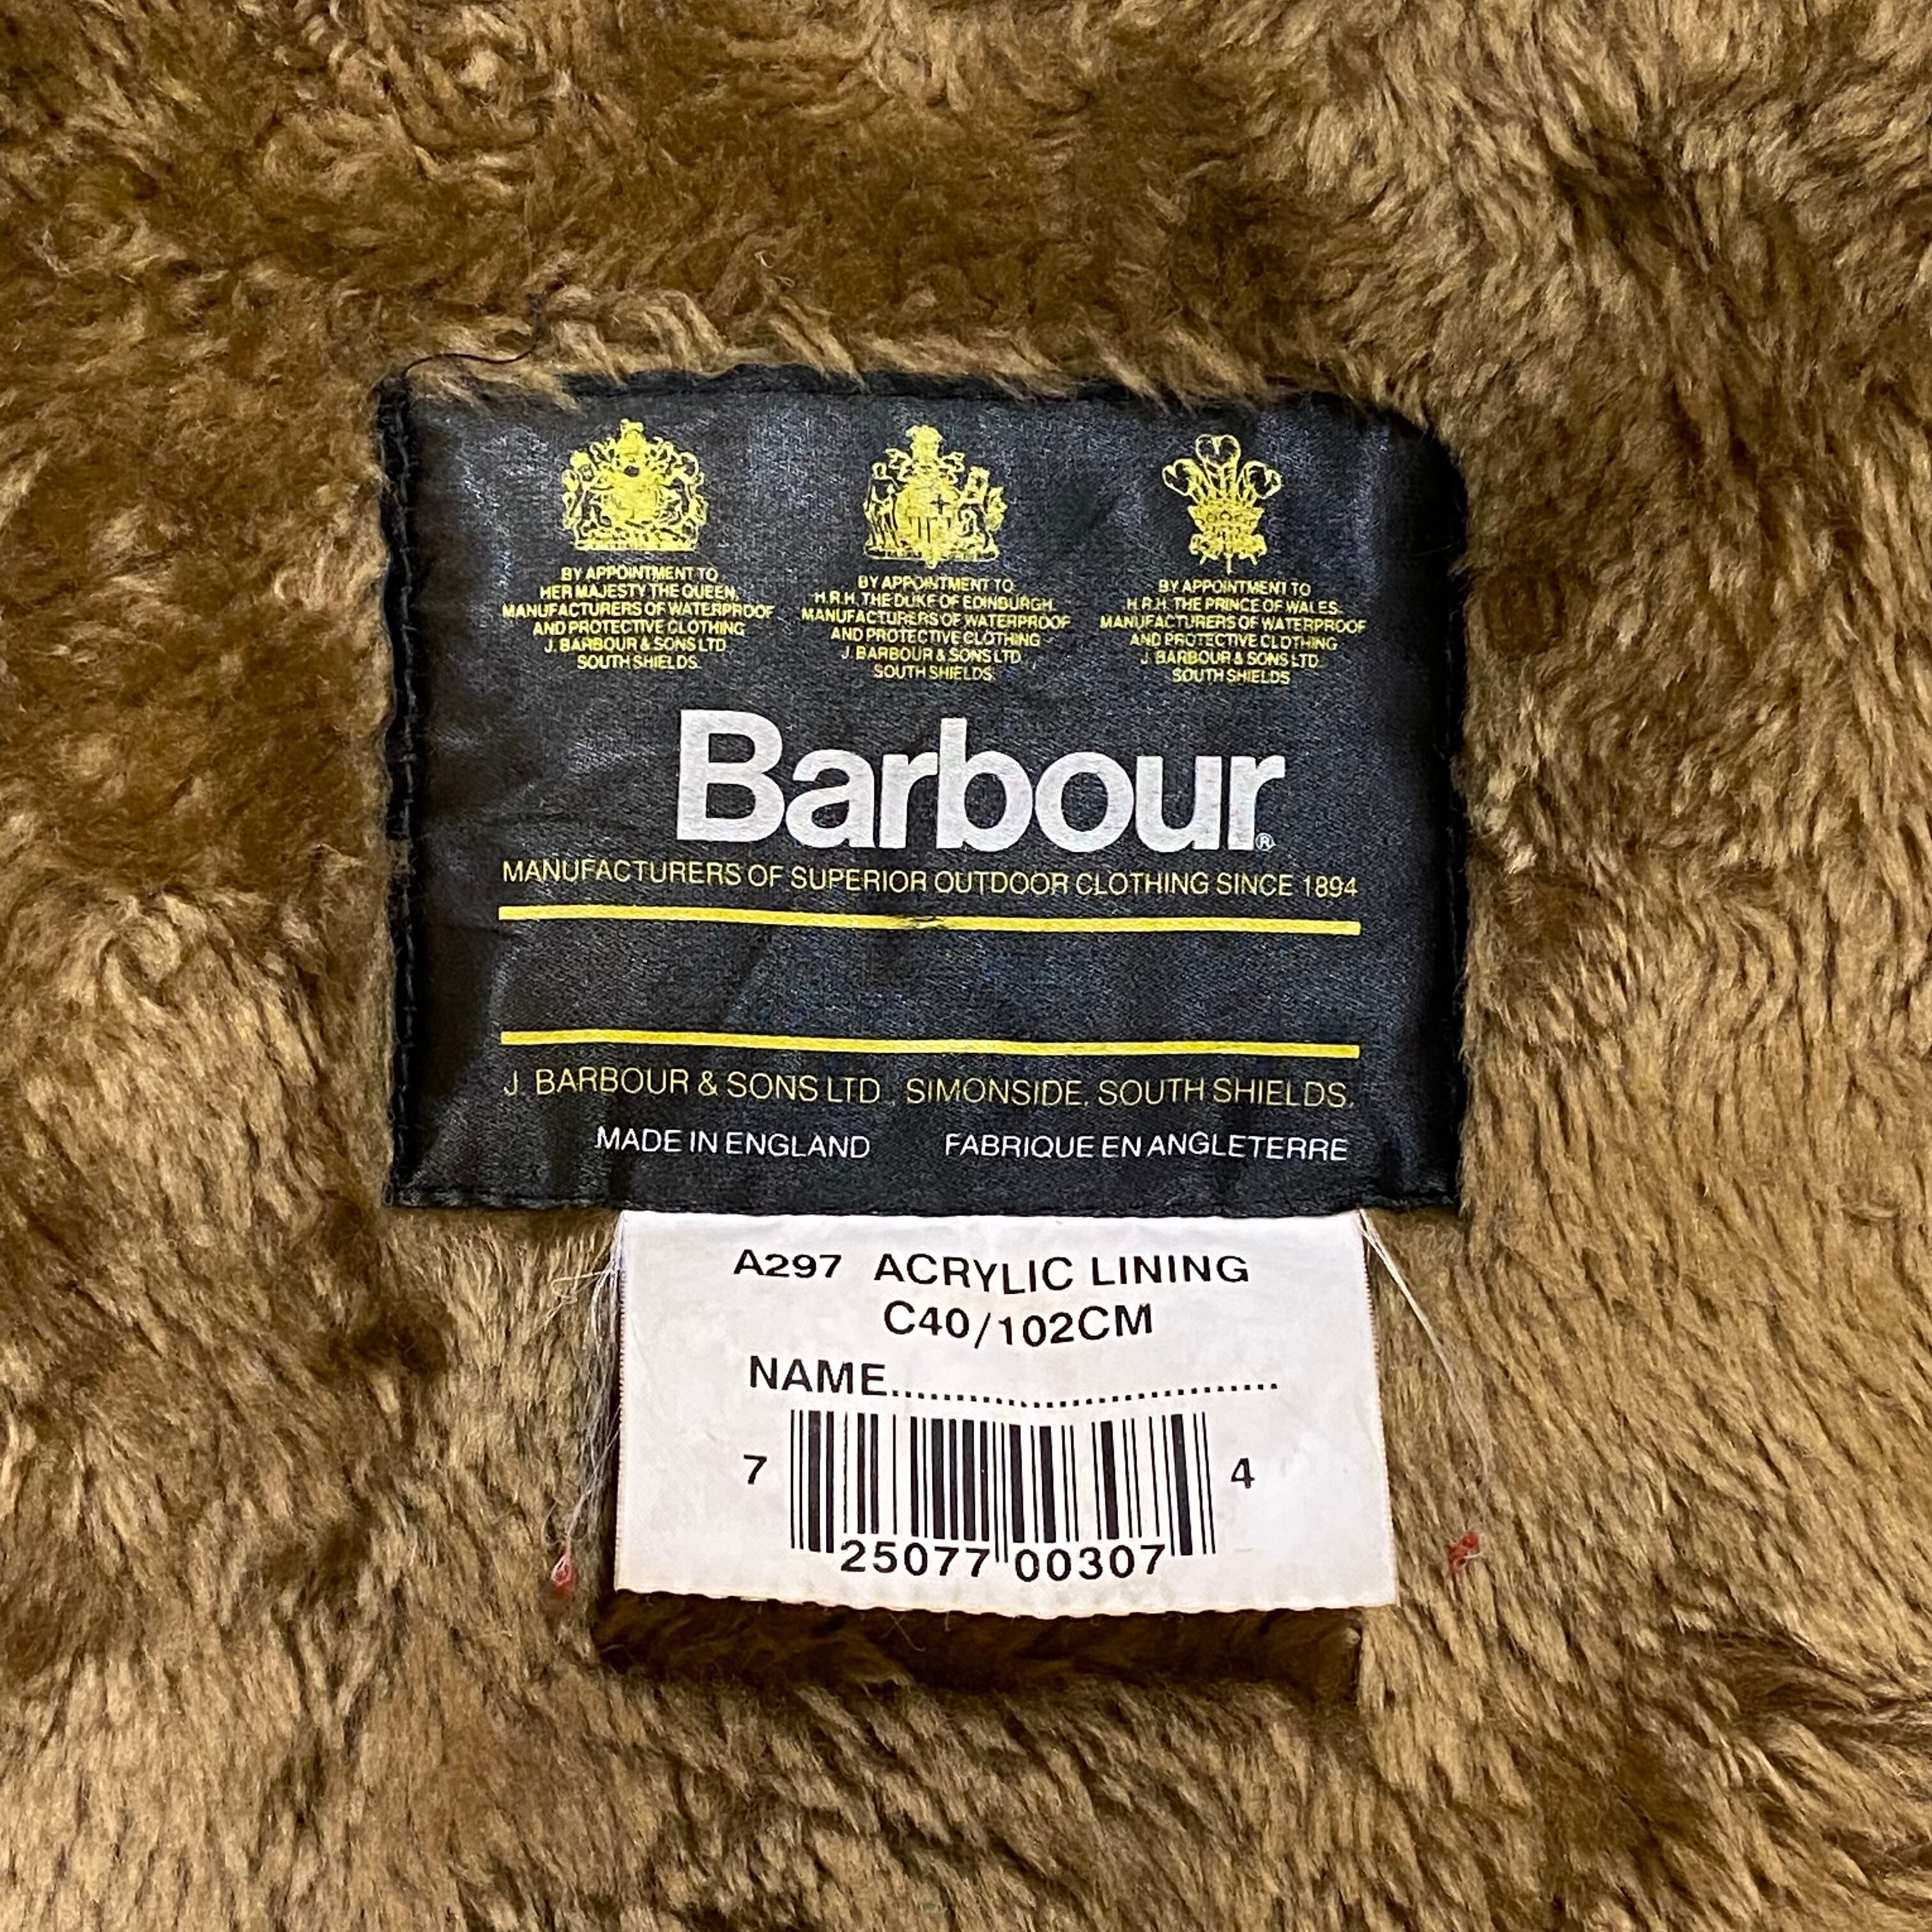 BY APPOINTMENT TO
HER MAJESTY THE QUEEN,
MANUFACTURERS OF WATERPROOF
AND PROTECTIVE CLOTHING
J. BARBOUR & SONS LTD
SOUTH SHIELDS.
BY APPOINTMENT TO
H.R.H. THE DUKE OF EDINBURGH
MANUFACTURERS OF WATERPROOF
AND PROTECTIVE CLOTHING
J. BARBOUR & SONS LTD
SOUTH SHIELDS
BY APPOINTMENT TO
H.R.H. THE PRINCE OF WALES.
MANUFACTURERS OF WATERPROOF
AND PROTECTIVE CLOTHING
J. BARBOUR & SONS LTD
SOUTH SHIELDS
Barbour®
MANUFACTURERS OF SUPERIOR OUTDOOR CLOTHING SINCE 1894
J. BARBOUR & SONS LTD., SIMONSIDE, SOUTH SHIELDS.
MADE IN ENGLAND FABRIQUE EN ANGLETERRE
A297 ACRYLIC LINING
C40/102CM
NAME..............................
7 25077 00307 4